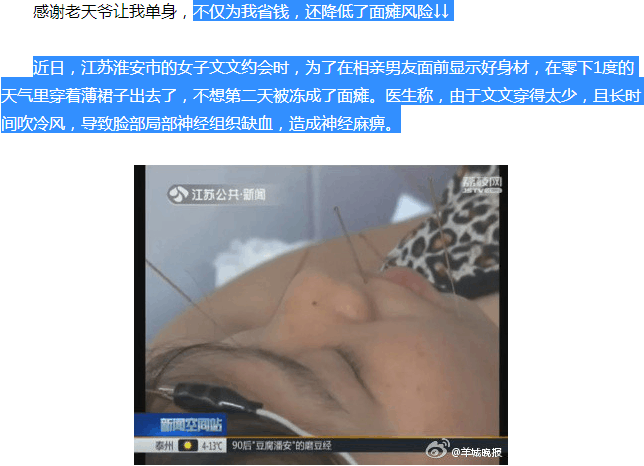 感谢老天爷让我单身，不仅为我省钱，还降低了面瘫风险↓↓
近日，江苏淮安市的女子文文约会时，为了在相亲男友面前显示好身材，在零下1度的
天气里穿着薄裙子出去了，不想第二天被冻成了面瘫。医生称，由于文文穿得太少，且长时
间吹冷风，导致脸部局部神经组织缺血，造成神经麻痹。
江苏公共·新闻
荔枝网
JSTV.com
新闻空间站
泰州 4-13℃ 90后“豆腐潘安”的磨豆经
@羊城晚报